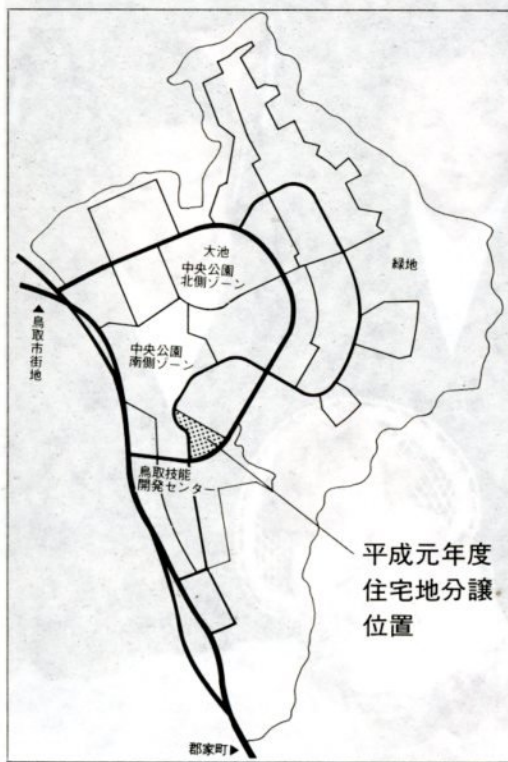 大池
中央公園
北側ゾーン
緑地
▲鳥取市街地
中央公園
南側ゾーン
鳥取技能
開発センター
平成元年度
住宅地分譲
位置
郡家町▶